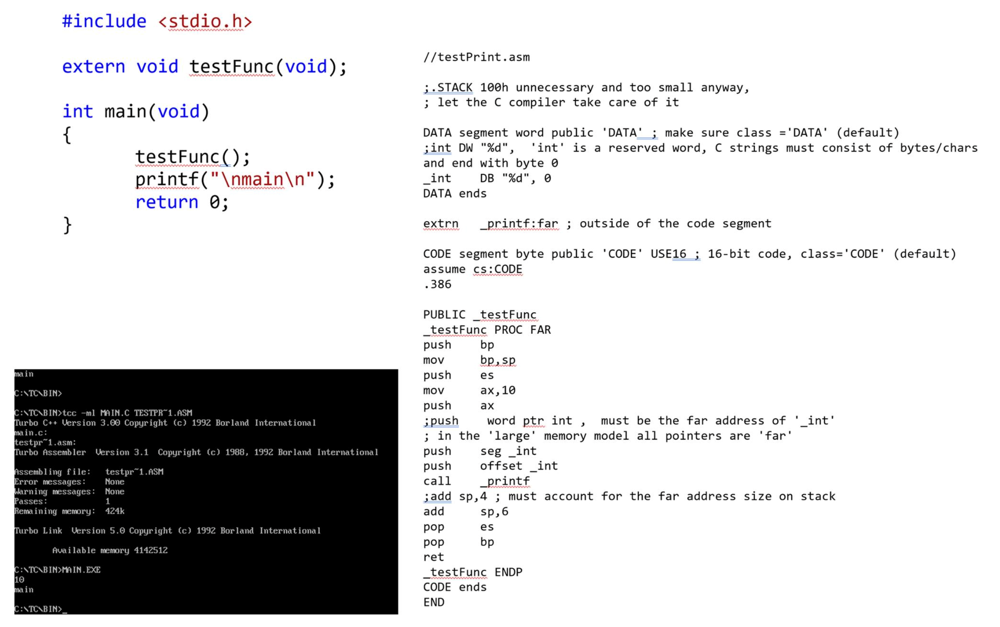 #include <stdio.h>
extern void testFunc(void);
int main(void)
{
testFunc();
printf("\nmain\n");
return 0;
}
main
C:\TC\BIN>
C:\TC\BIN>tcc -ml MAIN.C TESTPR~1.ASM
Turbo C++ Version 3.00 Copyright (c) 1992 Borland International
main.c:
testpr~1.asm:
Turbo Assembler  Version 3.1  Copyright (c) 1988, 1992 Borland International
Assembling file:   testpr~1.ASM
Error messages:    None
Warning messages:  None
Passes:            1
Remaining memory:  424k
Turbo Link  Version 5.0 Copyright (c) 1992 Borland International
Available memory 4142512
C:\TC\BIN>MAIN.EXE
10
main
C:\TC\BIN>_
//testPrint.asm
;.STACK 100h unnecessary and too small anyway,
; let the C compiler take care of it
DATA segment word public 'DATA' ; make sure class ='DATA' (default)
;int DW "%d",  'int' is a reserved word, C strings must consist of bytes/chars
and end with byte 0
_int    DB "%d", 0
DATA ends
extrn   _printf:far ; outside of the code segment
CODE segment byte public 'CODE' USE16 ; 16-bit code, class='CODE' (default)
assume cs:CODE
.386
PUBLIC _testFunc
_testFunc PROC FAR
push    bp
mov     bp,sp
push    es
mov     ax,10
push    ax
;push    word ptr int ,  must be the far address of '_int'
; in the 'large' memory model all pointers are 'far'
push    seg _int
push    offset _int
call    _printf
;add sp,4 ; must account for the far address size on stack
add     sp,6
pop     es
pop     bp
ret
_testFunc ENDP
CODE ends
END